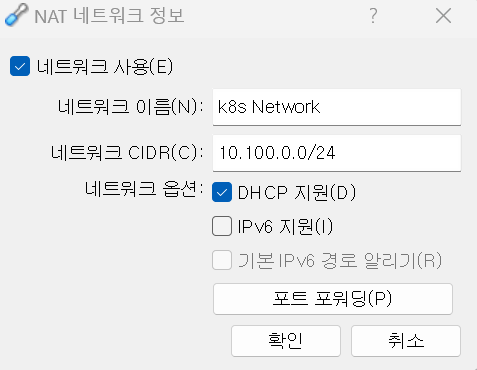 NAT 네트워크 정보 ?
네트워크 사용(E)
네트워크 이름(N): k8s Network
네트워크 CIDR(C): 10.100.0.0/24
네트워크 옵션: DHCP 지원(D)
IPv6 지원(I)
기본 IPv6 경로 알리기(R)
포트 포워딩(P)
확인 취소